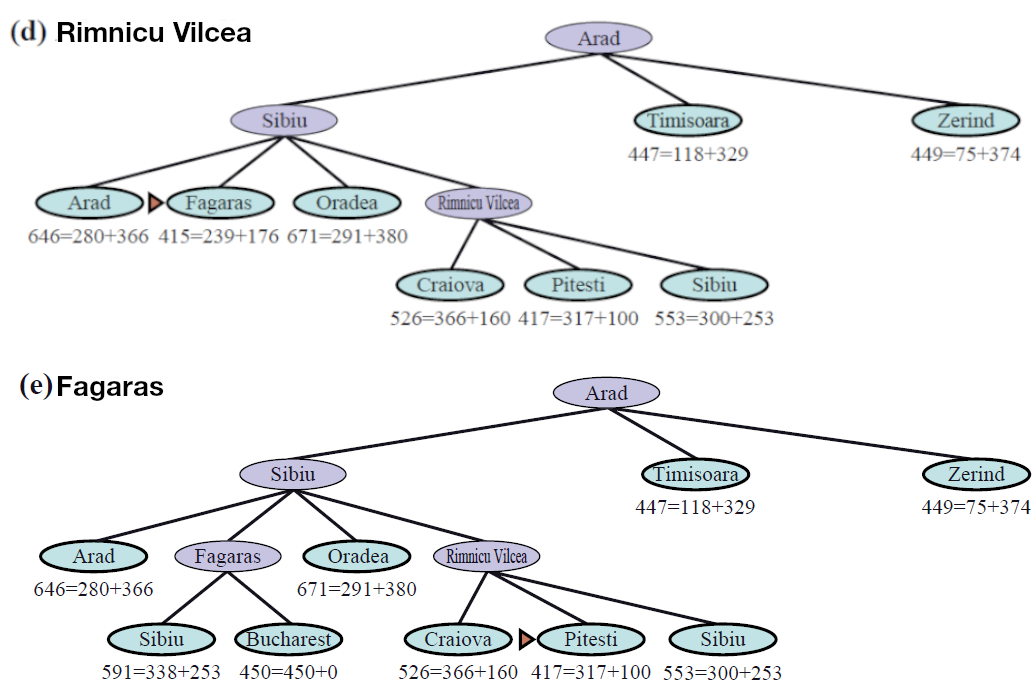 (d) Rimnicu Vilcea
Arad
Sibiu Timisoara Zerind
447=118+329 449=75+374
Arad Fagaras Oradea Rimnicu Vilcea
646=280+366 415=239+176 671=291+380
Craiova Pitesti Sibiu
526=366+160 417=317+100 553=300+253
(e) Fagaras
Arad
Sibiu Timisoara Zerind
447=118+329 449=75+374
Arad Fagaras Oradea Rimnicu Vilcea
646=280+366 671=291+380
Sibiu Bucharest Craiova Pitesti Sibiu
591=338+253 450=450+0 526=366+160 417=317+100 553=300+253